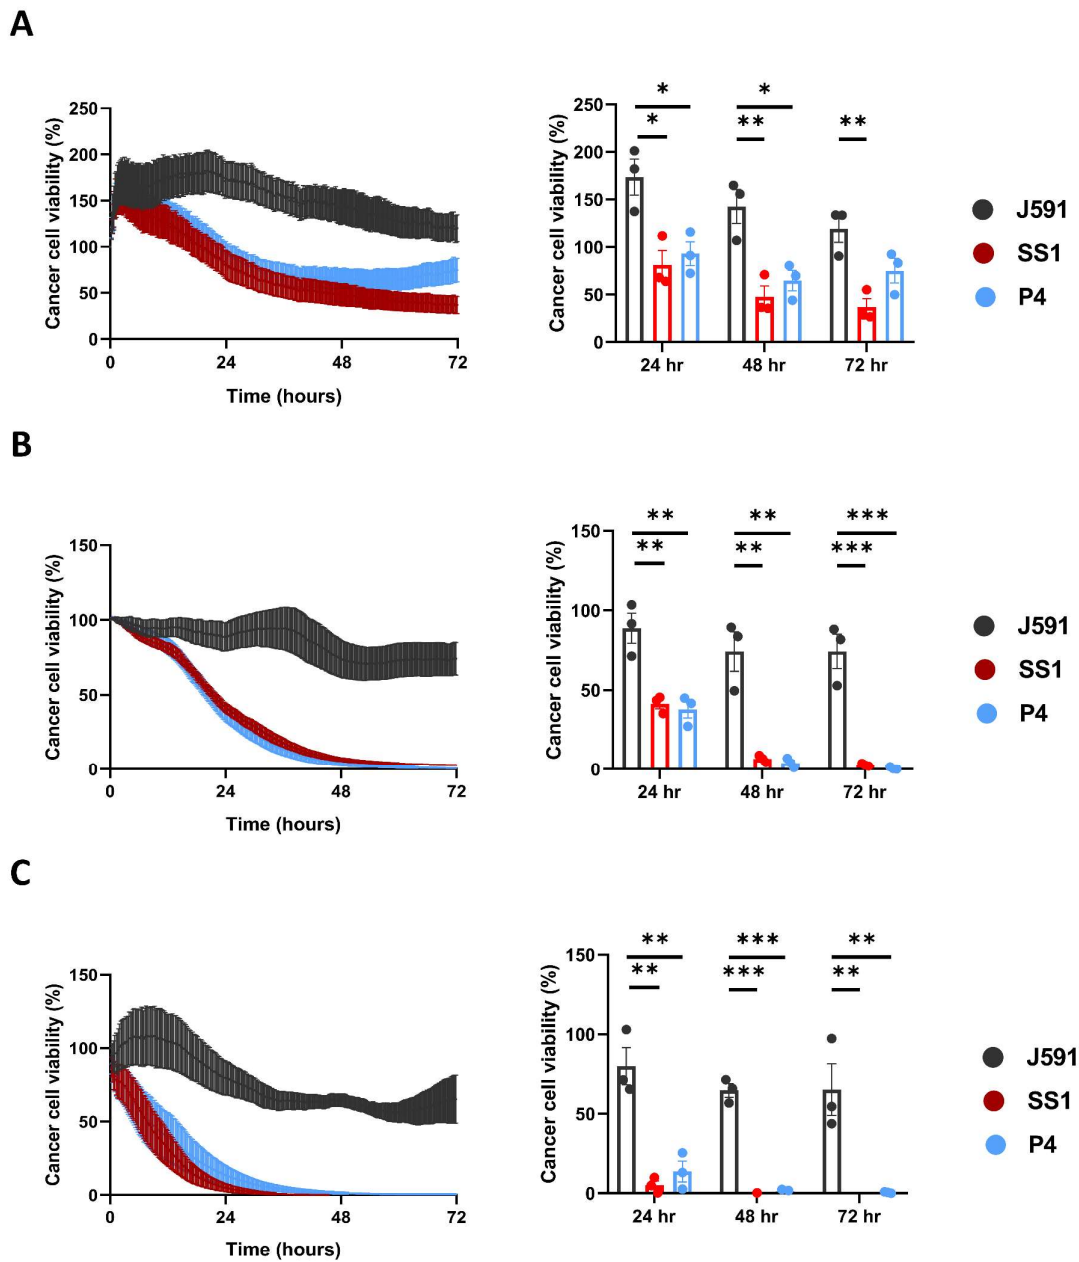 A
Cancer cell viability (%)
250
200
150
100
50
0
0 24 48 72
Time (hours)
Cancer cell viability (%)
250
200
150
100
50
0
* *
* ** **
24 hr 48 hr 72 hr
J591
SS1
P4
B
Cancer cell viability (%)
150
100
50
0
0 24 48 72
Time (hours)
Cancer cell viability (%)
150
100
50
0
** ** ***
** ** ***
24 hr 48 hr 72 hr
J591
SS1
P4
C
Cancer cell viability (%)
150
100
50
0
0 24 48 72
Time (hours)
Cancer cell viability (%)
150
100
50
0
** *** **
** *** **
24 hr 48 hr 72 hr
J591
SS1
P4